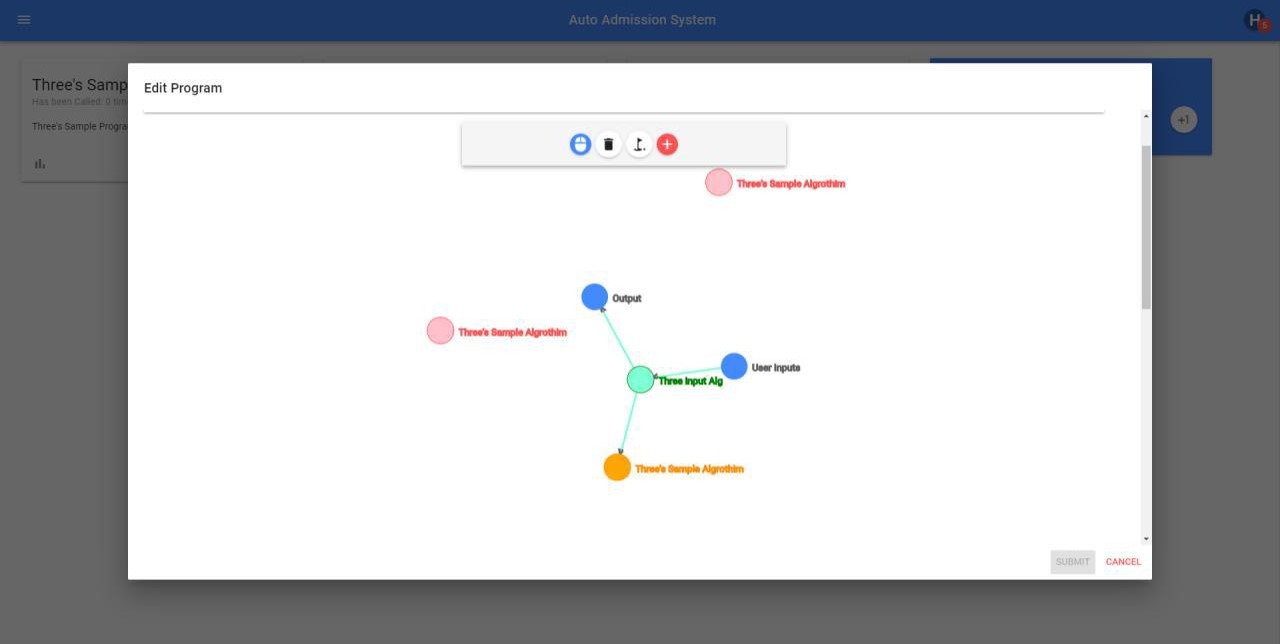 Auto Admission System
H
5
Three's Samp
Has been Called: 0 tim
Three's Sample Progra
+1
Edit Program
Three's Sample Algrothim
Output
Three's Sample Algrothim
User Inputs
Three Input Alg
Three's Sample Algrothim
SUBMIT
CANCEL